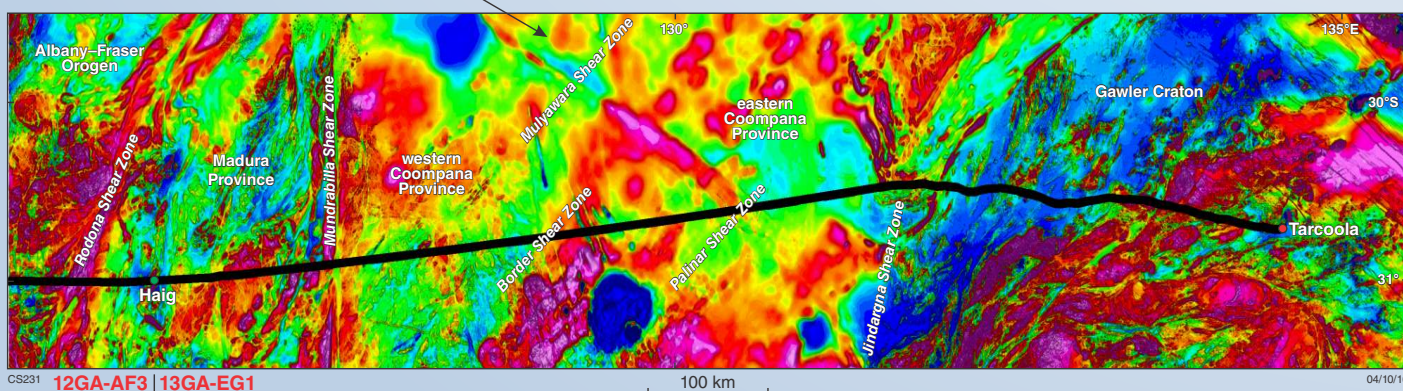 130°
135°E
Albany–Fraser
Orogen
Mulyawara Shear Zone
Gawler Craton
30°S
eastern
Coompana
Province
Mundrabilla Shear Zone
Madura
Province
western
Coompana
Province
Rodona Shear Zone
Border Shear Zone
Palinar Shear Zone
Jindargna Shear Zone
Tarcoola
Haig
31°
CS231
12GA-AF3 | 13GA-EG1
100 km
04/10/1